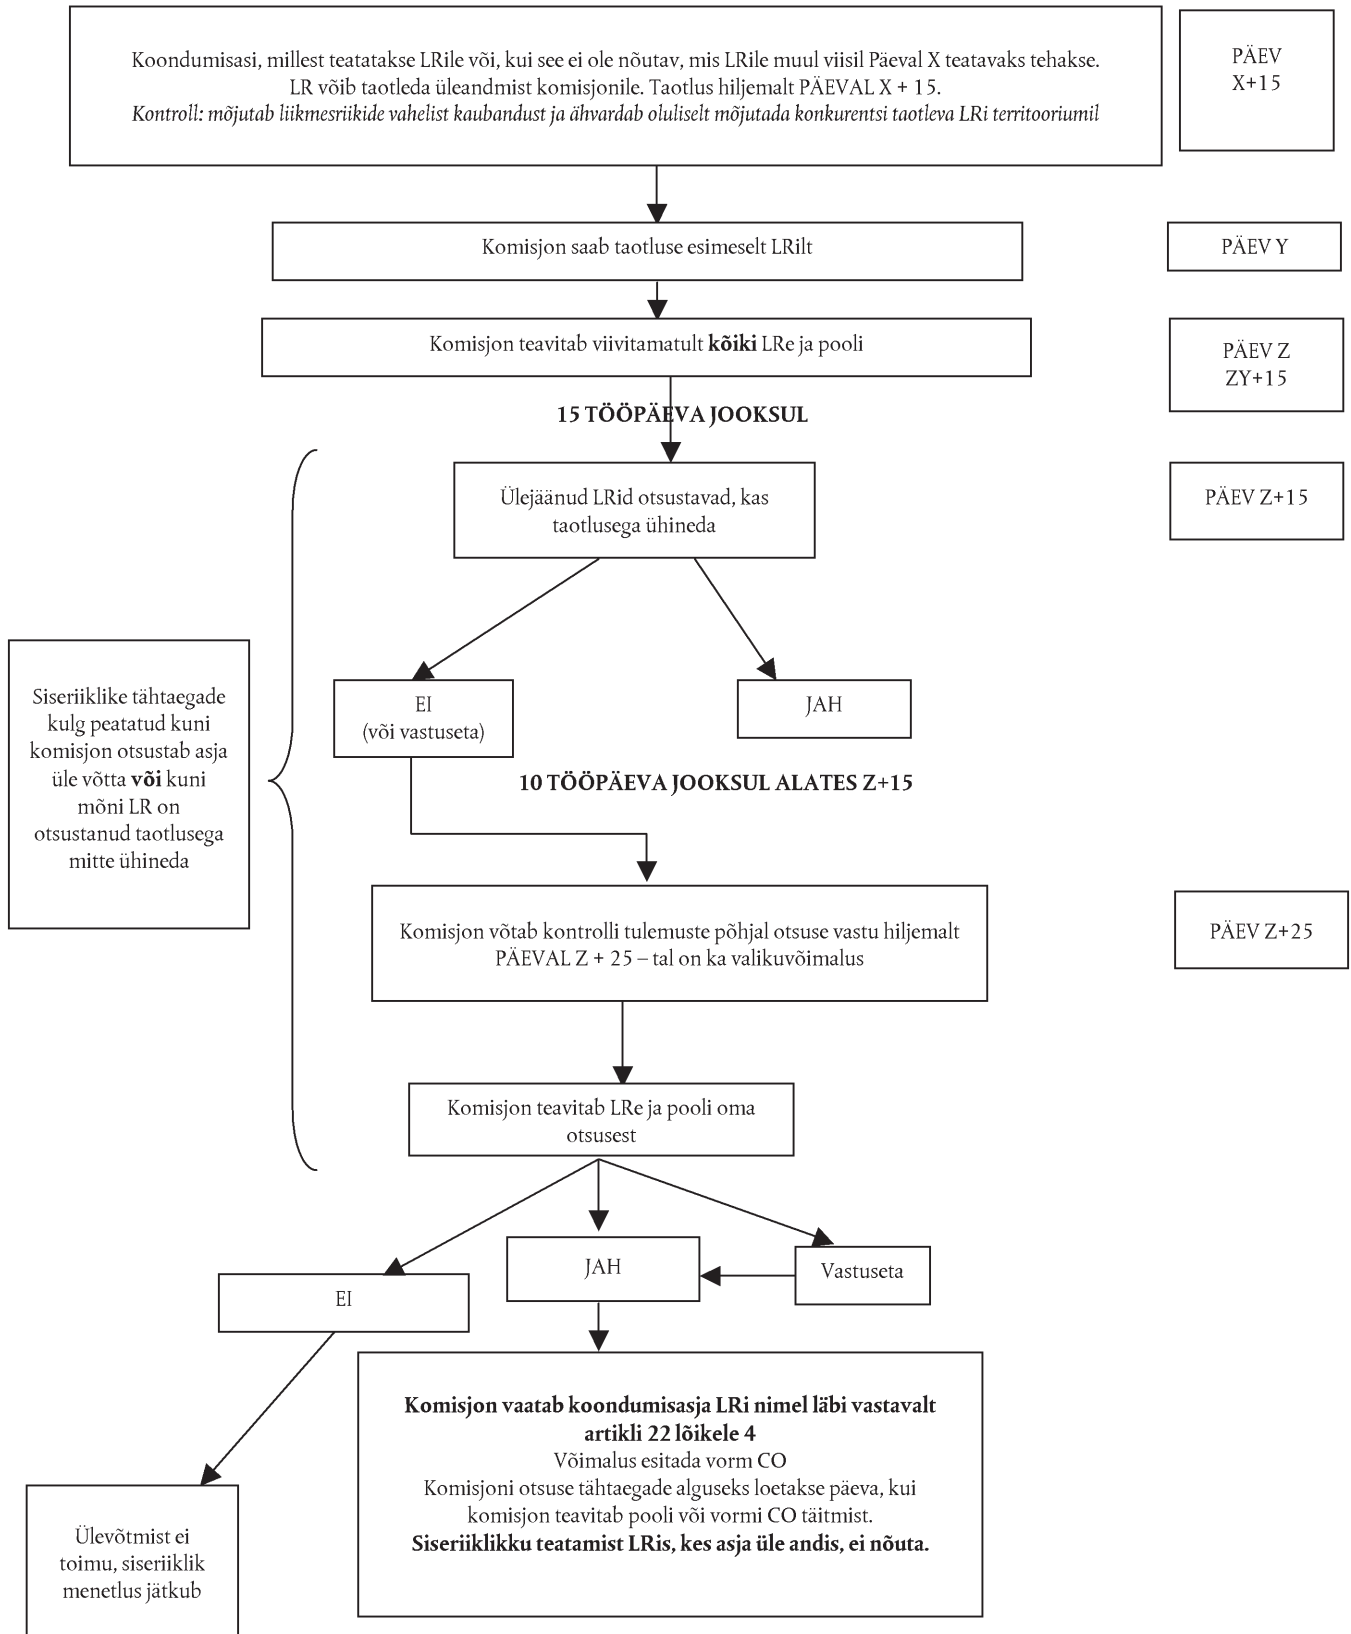 Koondumisasi, millest teatatakse LRile või, kui see ei ole nõutav, mis LRile muul viisil Päeval X teatavaks tehakse.
LR võib taotleda üleandmist komisjonile. Taotlus hiljemalt PÄEVAL X + 15.
Kontroll: mõjutab liikmesriikide vahelist kaubandust ja ähvardab oluliselt mõjutada konkurentsi taotleva LRi territooriumil
PÄEV
X+15
Komisjon saab taotluse esimeselt LRilt
PÄEV Y
Komisjon teavitab viivitamatult kõiki LRe ja pooli
PÄEV Z
ZY+15
15 TÖÖPÄEVA JOOKSUL
Ülejäänud LRid otsustavad, kas
taotlusega ühineda
PÄEV Z+15
Siseriiklike tähtaegade
kulg peatatud kuni
komisjon otsustab asja
üle võtta või kuni
mõni LR on
otsustanud taotlusega
mitte ühineda
EI
(või vastuseta)
JAH
10 TÖÖPÄEVA JOOKSUL ALATES Z+15
Komisjon võtab kontrolli tulemuste põhjal otsuse vastu hiljemalt
PÄEVAL Z + 25 – tal on ka valikuvõimalus
PÄEV Z+25
Komisjon teavitab LRe ja pooli oma
otsusest
EI
JAH
Vastuseta
Komisjon vaatab koondumisasja LRi nimel läbi vastavalt
artikli 22 lõikele 4
Võimalus esitada vorm CO
Komisjoni otsuse tähtaegade alguseks loetakse päeva, kui
komisjon teavitab pooli või vormi CO täitmist.
Siseriiklikku teatamist LRis, kes asja üle andis, ei nõuta.
Ülevõtmist ei
toimu, siseriiklik
menetlus jätkub